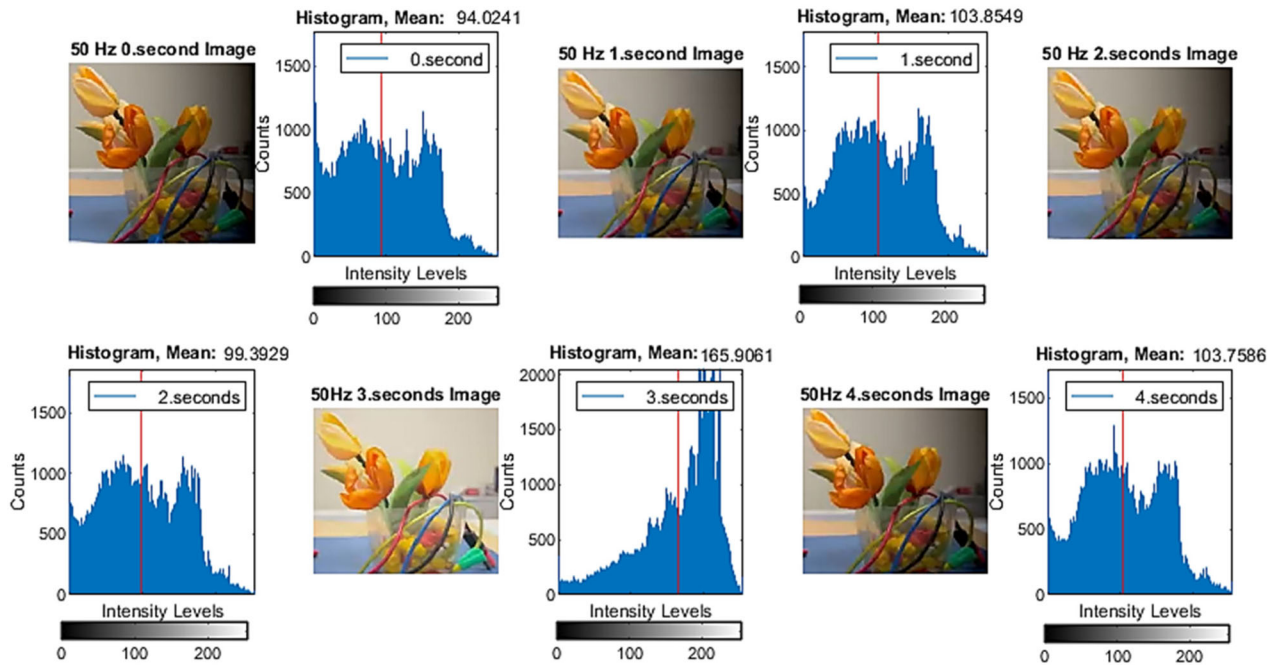 50 Hz 0.second Image
Histogram, Mean: 94.0241
0.second
1500
1000
500
0
Counts
Intensity Levels
0 100 200
50 Hz 1.second Image
Histogram, Mean: 103.8549
1.second
1500
1000
500
0
Counts
Intensity Levels
0 100 200
50 Hz 2.seconds Image
Histogram, Mean: 99.3929
2.seconds
1500
1000
500
0
Counts
Intensity Levels
0 100 200
50Hz 3.seconds Image
Histogram, Mean: 165.9061
3.seconds
2000
1500
1000
500
0
Counts
Intensity Levels
0 100 200
50Hz 4.seconds Image
Histogram, Mean: 103.7586
4.seconds
1500
1000
500
0
Counts
Intensity Levels
0 100 200